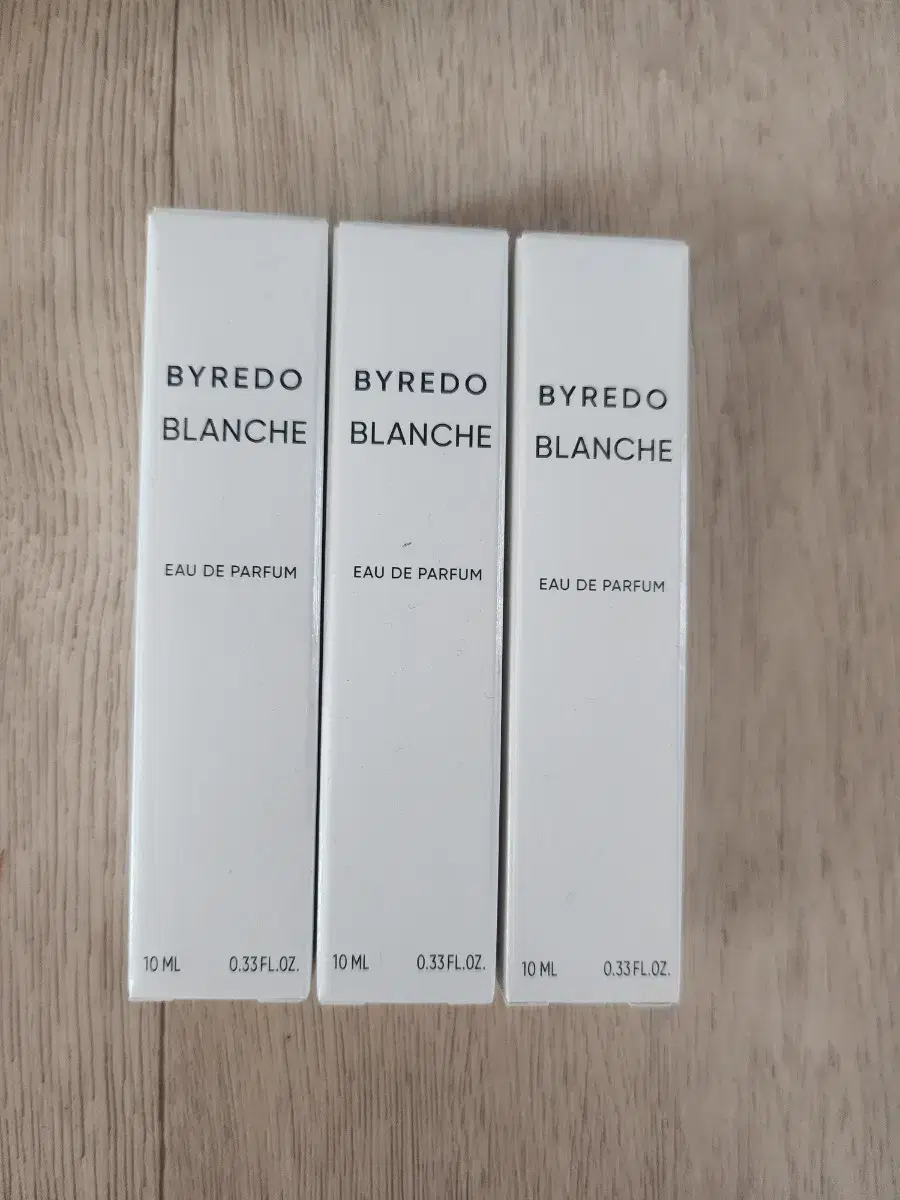 BYREDO
BLANCHE
EAU DE PARFUM
10 ML 0.33 FL.OZ.
BYREDO
BLANCHE
EAU DE PARFUM
10 ML 0.33 FL.OZ.
BYREDO
BLANCHE
EAU DE PARFUM
10 ML 0.33 FL.OZ.